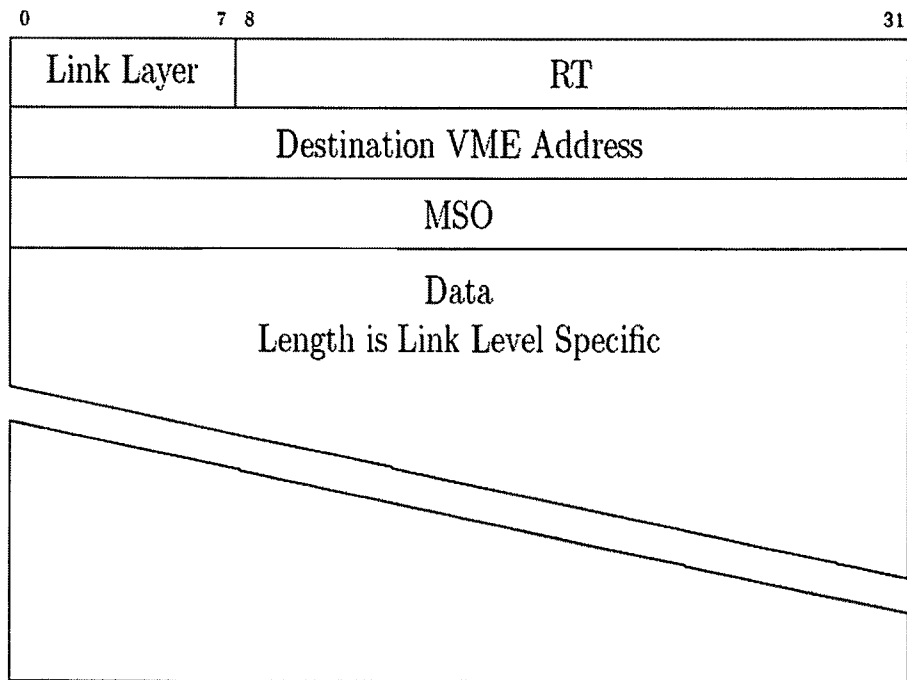 0 7 8 31
Link Layer RT
Destination VME Address
MSO
Data
Length is Link Level Specific